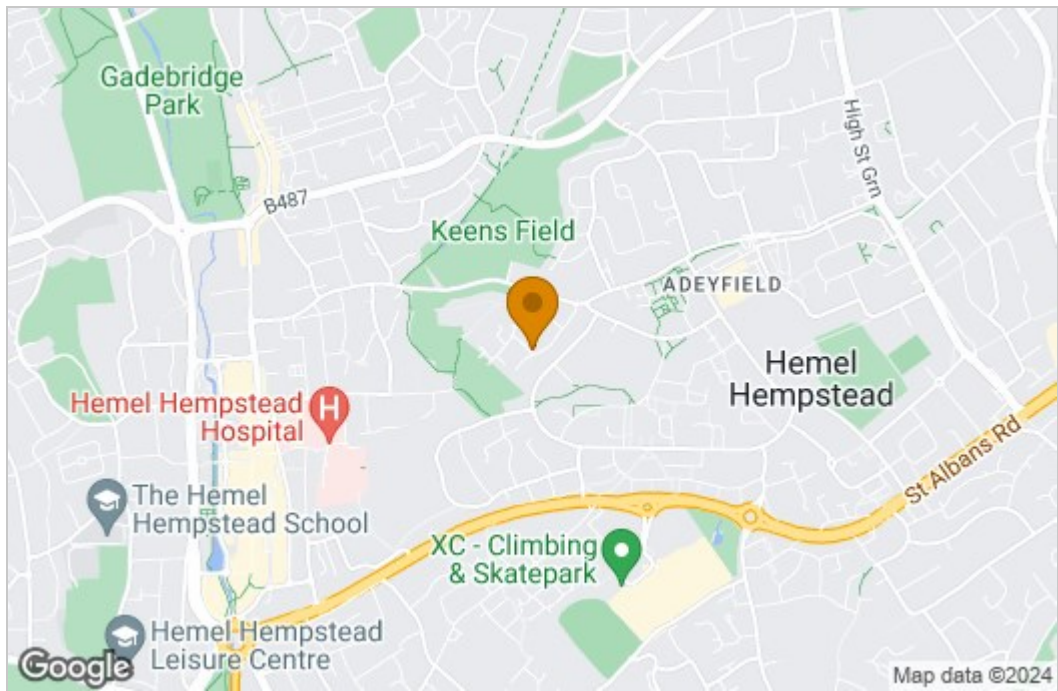 Gadebridge
Park
High St Grn
B487
Keens Field
ADEYFIELD
Hemel
Hempstead
Hemel Hempstead
Hospital
H
St Albans Rd
The Hemel
Hempstead School
XC - Climbing
& Skatepark
Hemel Hempstead
Leisure Centre
Google
Map data ©2024